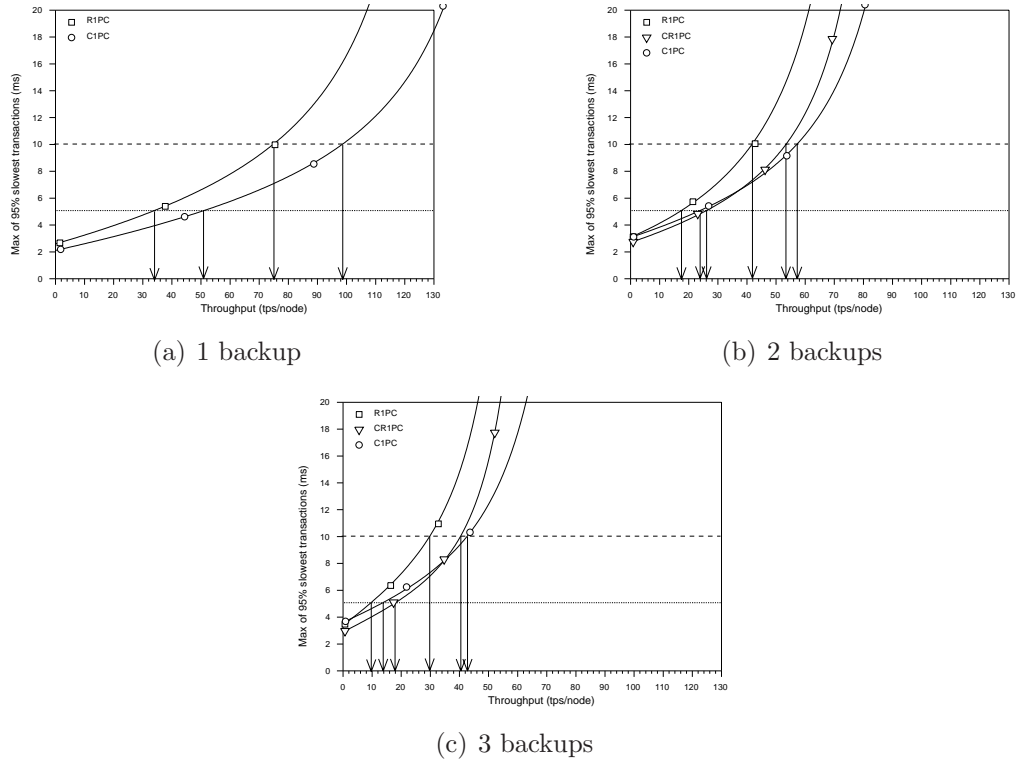 Max of 95% slowest transactions (ms)
20
18
16
14
12
10
8
6
4
2
0
R1PC
C1PC
0 10 20 30 40 50 60 70 80 90 100 110 120 130
Throughput (tps/node)
(a) 1 backup
Max of 95% slowest transactions (ms)
20
18
16
14
12
10
8
6
4
2
0
R1PC
CR1PC
C1PC
0 10 20 30 40 50 60 70 80 90 100 110 120 130
Throughput (tps/node)
(b) 2 backups
Max of 95% slowest transactions (ms)
20
18
16
14
12
10
8
6
4
2
0
R1PC
CR1PC
C1PC
0 10 20 30 40 50 60 70 80 90 100 110 120 130
Throughput (tps/node)
(c) 3 backups